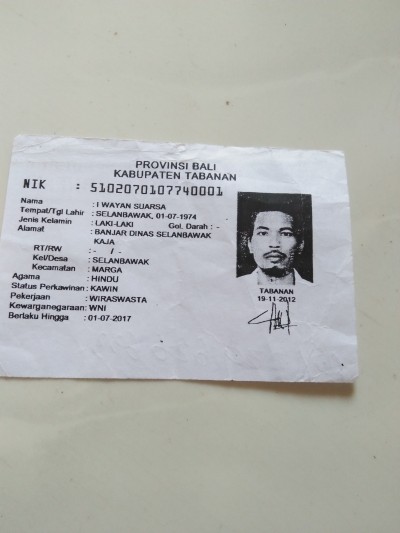 PROVINSI BALI
KABUPATEN TABANAN
NIK : 5102070107740001
Nama : I WAYAN SUARSA
Tempat/Tgl Lahir : SELANBAWAK, 01-07-1974
Jenis Kelamin : LAKI-LAKI Gol. Darah : -
Alamat : BANJAR DINAS SELANBAWAK
KAJA
RT/RW : - / -
Kel/Desa : SELANBAWAK
Kecamatan : MARGA
Agama : HINDU
Status Perkawinan : KAWIN
Pekerjaan : WIRASWASTA
Kewarganegaraan: WNI
Berlaku Hingga : 01-07-2017
TABANAN
19-11-2012